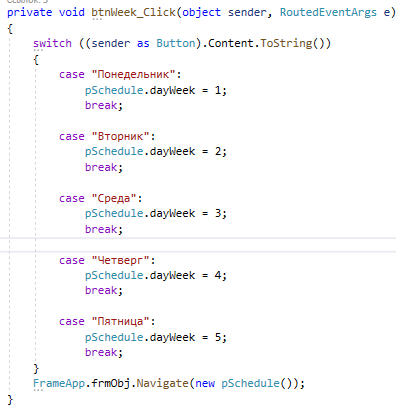 private void btnWeek_Click(object sender, RoutedEventArgs e)
{
switch ((sender as Button).Content.ToString())
{
case "Понедельник":
pSchedule.dayWeek = 1;
break;
case "Вторник":
pSchedule.dayWeek = 2;
break;
case "Среда":
pSchedule.dayWeek = 3;
break;
case "Четверг":
pSchedule.dayWeek = 4;
break;
case "Пятница":
pSchedule.dayWeek = 5;
break;
}
FrameApp.frmObj.Navigate(new pSchedule());
}